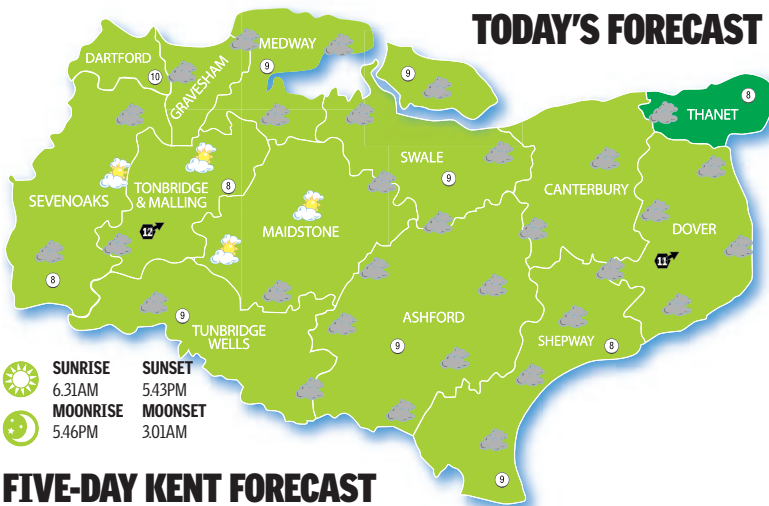 TODAY'S FORECAST
DARTFORD
10
GRAVESHAM
MEDWAY
9
9
THANET
8
SEVENOAKS
8
TONBRIDGE
& MALLING
8
12
MAIDSTONE
SWALE
9
CANTERBURY
DOVER
11
TUNBRIDGE
WELLS
9
ASHFORD
9
SHEPWAY
8
9
SUNRISE SUNSET
6.31AM 5.43PM
MOONRISE MOONSET
5.46PM 3.01AM
FIVE-DAY KENT FORECAST